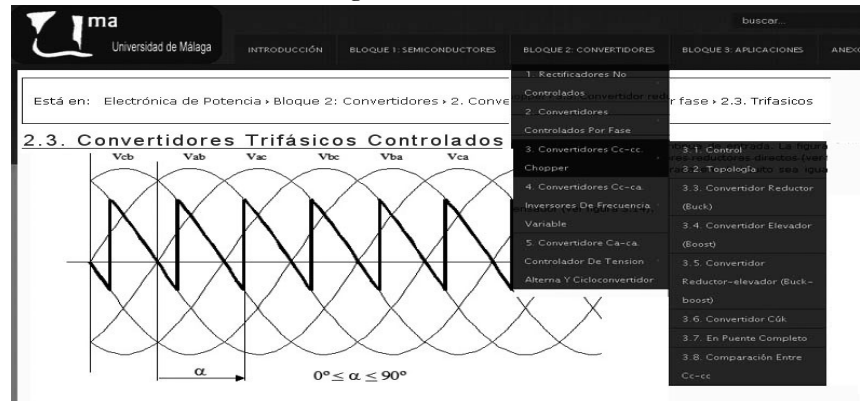 uma
buscar...
Universidad de Málaga
INTRODUCCIÓN
BLOQUE 1: SEMICONDUCTORES
BLOQUE 2: CONVERTIDORES
BLOQUE 3: APLICACIONES
Está en: Electrónica de Potencia › Bloque 2: Convertidores › 2. Conve
r fase › 2.3. Trifasicos
1. Rectificadores No
Controlados
2. Convertidores
Controlados Por Fase
3. Convertidores Cc-cc.
Chopper
4. Convertidores Cc-ca.
Inversores De Frecuencia
Variable
5. Convertidore Ca-ca.
Controlador De Tension
Alterna Y Cicloconvertidor
3.1. Control
3.2. Topología
3.3. Convertidor Reductor
(Buck)
3.4. Convertidor Elevador
(Boost)
3.5. Convertidor
Reductor-elevador (Buck-
boost)
3.6. Convertidor Cûk
3.7. En Puente Completo
3.8. Comparación Entre
Cc-cc
2.3. Convertidores Trifásicos Controlados
Vcb Vab Vac Vbc Vba Vca
α 0° ≤ α ≤ 90°